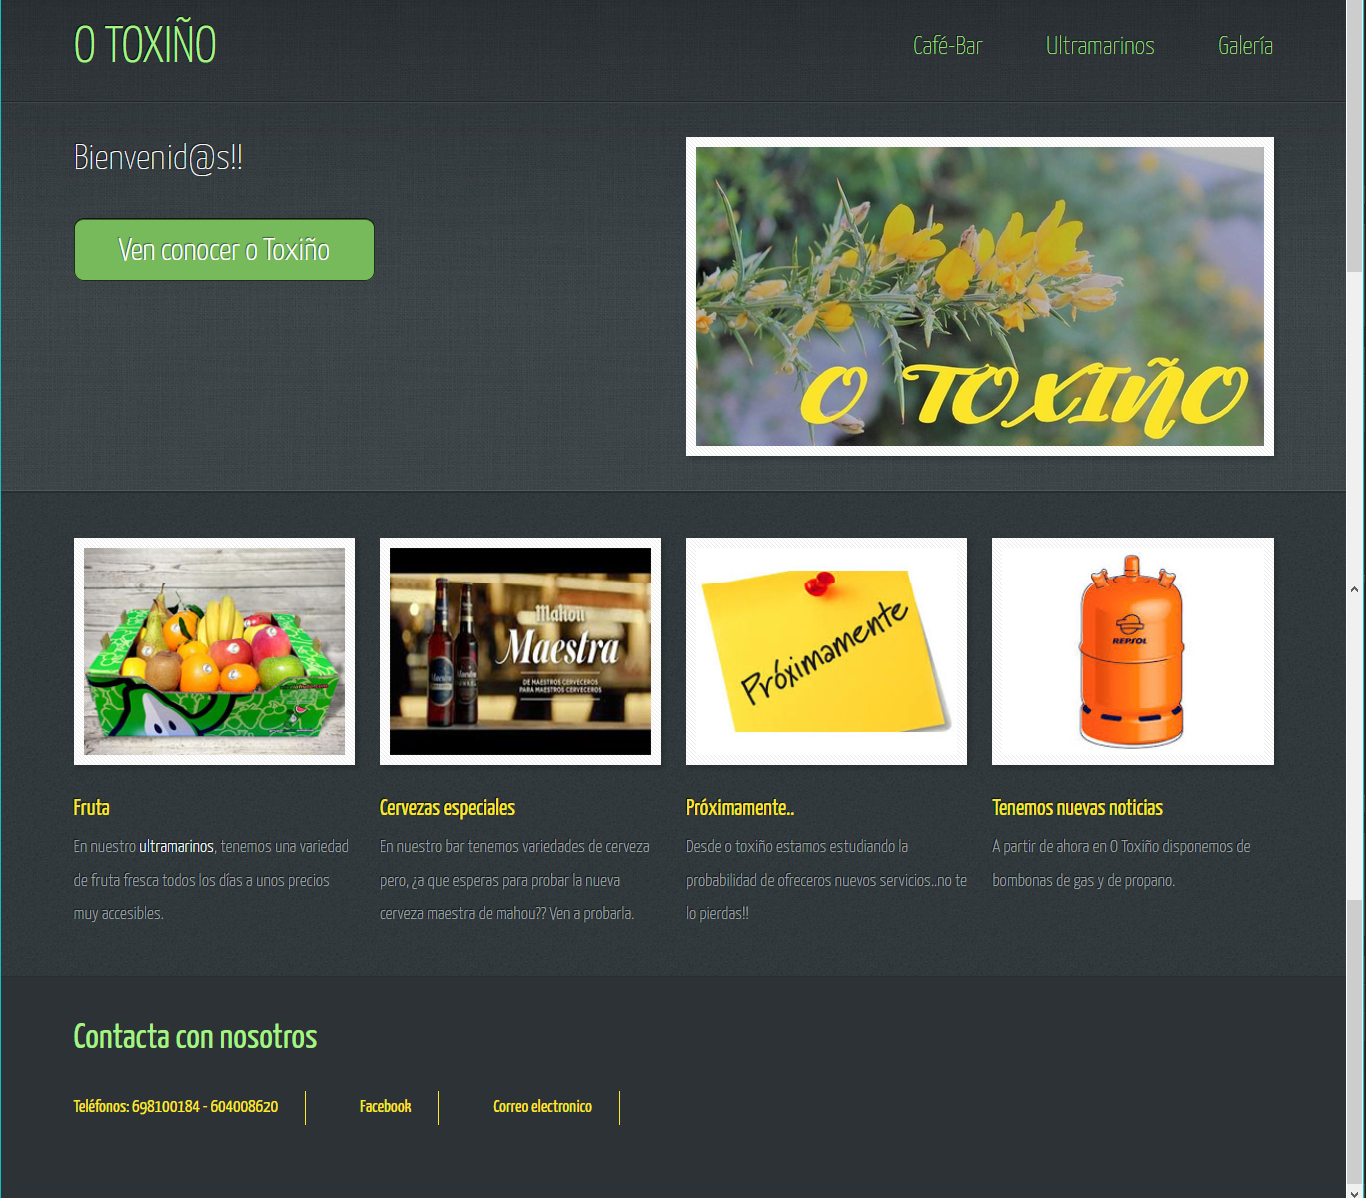 O TOXIÑO
Café-Bar
Ultramarinos
Galería
Bienvenid@s!!
Ven conocer o Toxiño
O TOXIÑO
Mahou
Maestra
DE MAESTROS CERVECEROS
PARA MAESTROS CERVECEROS
Próximamente
REPSOL
Fruta
En nuestro ultramarinos, tenemos una variedad
de fruta fresca todos los días a unos precios
muy accesibles.
Cervezas especiales
En nuestro bar tenemos variedades de cerveza
pero, ¿a que esperas para probar la nueva
cerveza maestra de mahou?? Ven a probarla.
Próximamente..
Desde o toxiño estamos estudiando la
probabilidad de ofreceros nuevos servicios..no te
lo pierdas!!
Tenemos nuevas noticias
A partir de ahora en O Toxiño disponemos de
bombonas de gas y de propano.
Contacta con nosotros
Teléfonos: 698100184 - 604008620
Facebook
Correo electronico